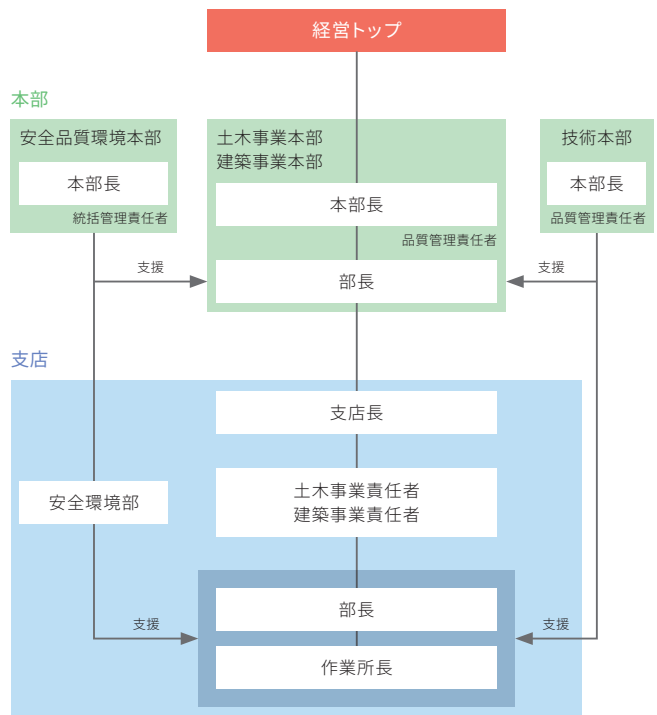 経営トップ
本部
安全品質環境本部
本部長
統括管理責任者
土木事業本部
建築事業本部
本部長
品質管理責任者
部長
技術本部
本部長
品質管理責任者
支援
支援
支店
支店長
土木事業責任者
建築事業責任者
安全環境部
部長
作業所長
支援
支援